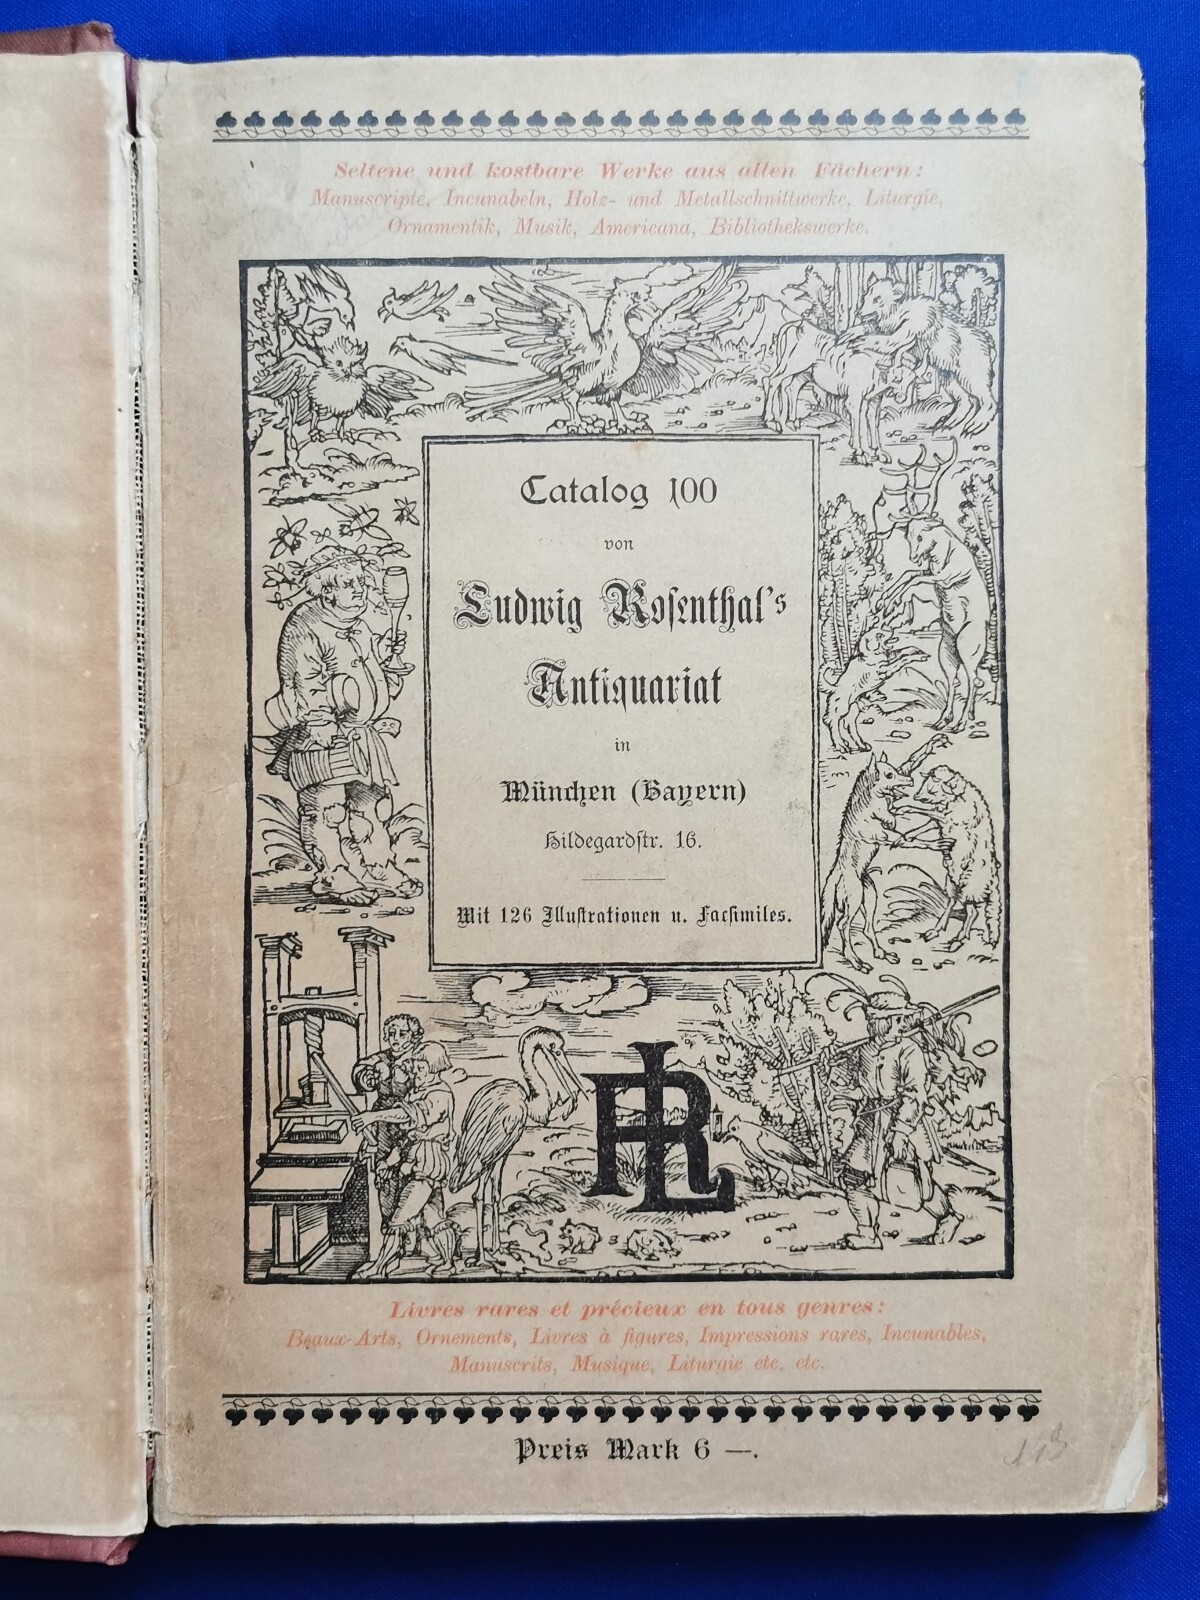 Seltene und kostbare Werke aus allen Fächern:
Manuscripte, Incunabeln, Holz- und Metallschnittwerke, Liturgie,
Ornamentik, Musik, Americana, Bibliothekswerke.
Catalog 100
von
Ludwig Rosenthal's
Antiquariat
in
München (Bayern)
Hildegardstr. 16.
Mit 126 Illustrationen u. Facsimiles.
LR
Livres rares et précieux en tous genres:
Beaux-Arts, Ornements, Livres à figures, Impressions rares, Incunables,
Manuscrits, Musique, Liturgie etc. etc.
Preis Mark 6 —.